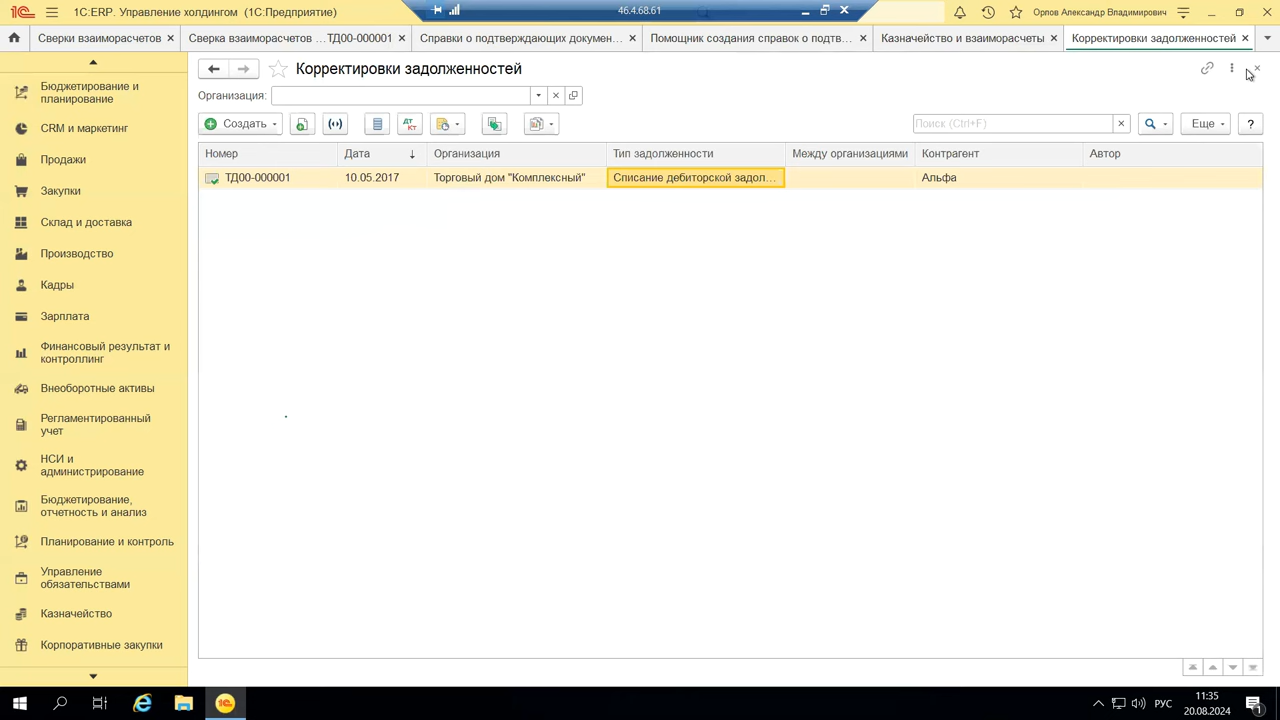 1С:ERP. Управление холдингом (1С:Предприятие)
46.4.68.61
Орлов Александр Владимирович
Сверки взаиморасчетов
Сверка взаиморасчетов ...ТД00-000001
Справки о подтверждающих докумен...
Помощник создания справок о подтв...
Казначейство и взаиморасчеты
Корректировки задолженностей
Бюджетирование и
планирование
CRM и маркетинг
Продажи
Закупки
Склад и доставка
Производство
Кадры
Зарплата
Финансовый результат и
контроллинг
Внеоборотные активы
Регламентированный
учет
НСИ и
администрирование
Бюджетирование,
отчетность и анализ
Планирование и контроль
Управление
обязательствами
Казначейство
Корпоративные закупки
Корректировки задолженностей
Организация:
Создать
Поиск (Ctrl+F)
Еще
?
Номер
Дата
Организация
Тип задолженности
Между организациями
Контрагент
Автор
ТД00-000001
10.05.2017
Торговый дом "Комплексный"
Списание дебиторской задол...
Альфа
РУС
11:35
20.08.2024
1